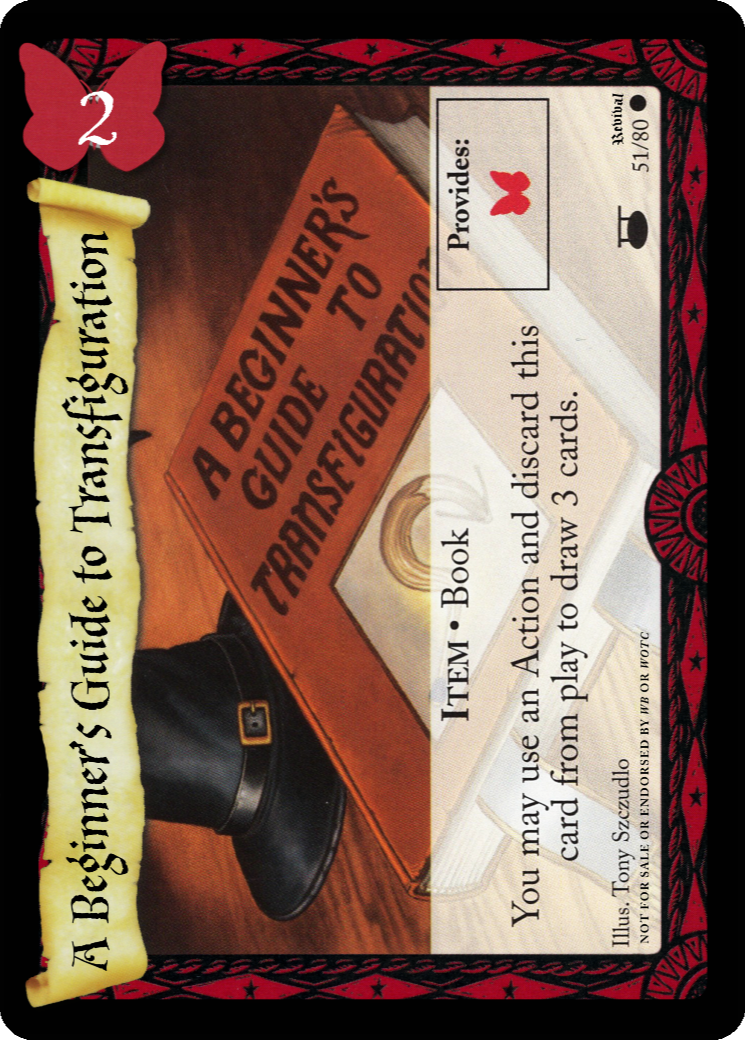 A Beginner's Guide to Transfiguration
2
A BEGINNER'S
GUIDE TO
TRANSFIGURATION
Provides:
ITEM • Book
You may use an Action and discard this
card from play to draw 3 cards.
Illus. Tony Szczudlo
NOT FOR SALE OR ENDORSED BY WB OR WOTC
Revival
51/80